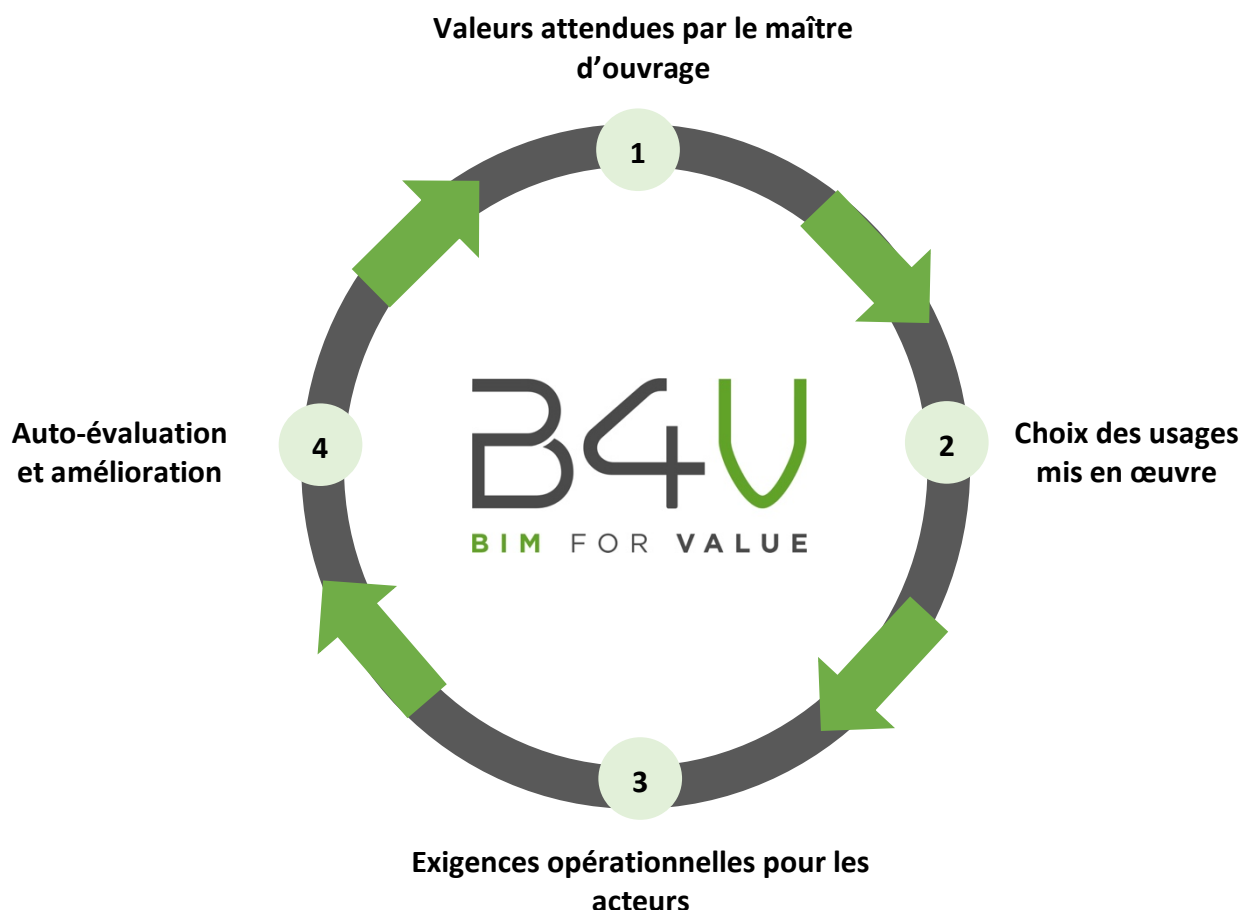 Valeurs attendues par le maître
d’ouvrage
1
2
Choix des usages
mis en œuvre
3
Exigences opérationnelles pour les
acteurs
4
Auto-évaluation
et amélioration
B4V
BIM FOR VALUE